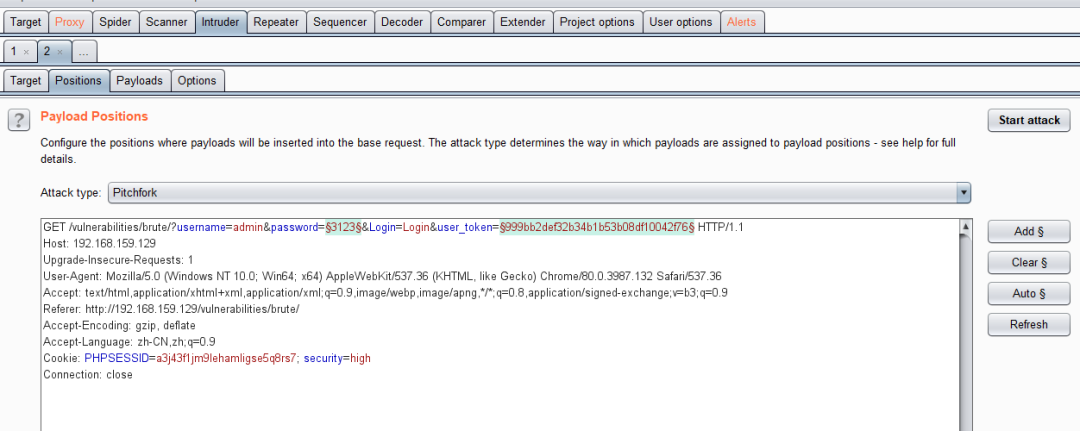 Target Proxy Spider Scanner Intruder Repeater Sequencer Decoder Comparer Extender Project options User options Alerts
1 × 2 × ...
Target Positions Payloads Options
? Payload Positions Start attack
Configure the positions where payloads will be inserted into the base request. The attack type determines the way in which payloads are assigned to payload positions - see help for full
details.
Attack type: Pitchfork
GET /vulnerabilities/brute/?username=admin&password=§3123§&Login=Login&user_token=§999bb2def32b34b1b53b08df10042f76§ HTTP/1.1
Host: 192.168.159.129
Upgrade-Insecure-Requests: 1
User-Agent: Mozilla/5.0 (Windows NT 10.0; Win64; x64) AppleWebKit/537.36 (KHTML, like Gecko) Chrome/80.0.3987.132 Safari/537.36
Accept: text/html,application/xhtml+xml,application/xml;q=0.9,image/webp,image/apng,*/*;q=0.8,application/signed-exchange;v=b3;q=0.9
Referer: http://192.168.159.129/vulnerabilities/brute/
Accept-Encoding: gzip, deflate
Accept-Language: zh-CN,zh;q=0.9
Cookie: PHPSESSID=a3j43f1jm9lehamligse5q8rs7; security=high
Connection: close
Add §
Clear §
Auto §
Refresh